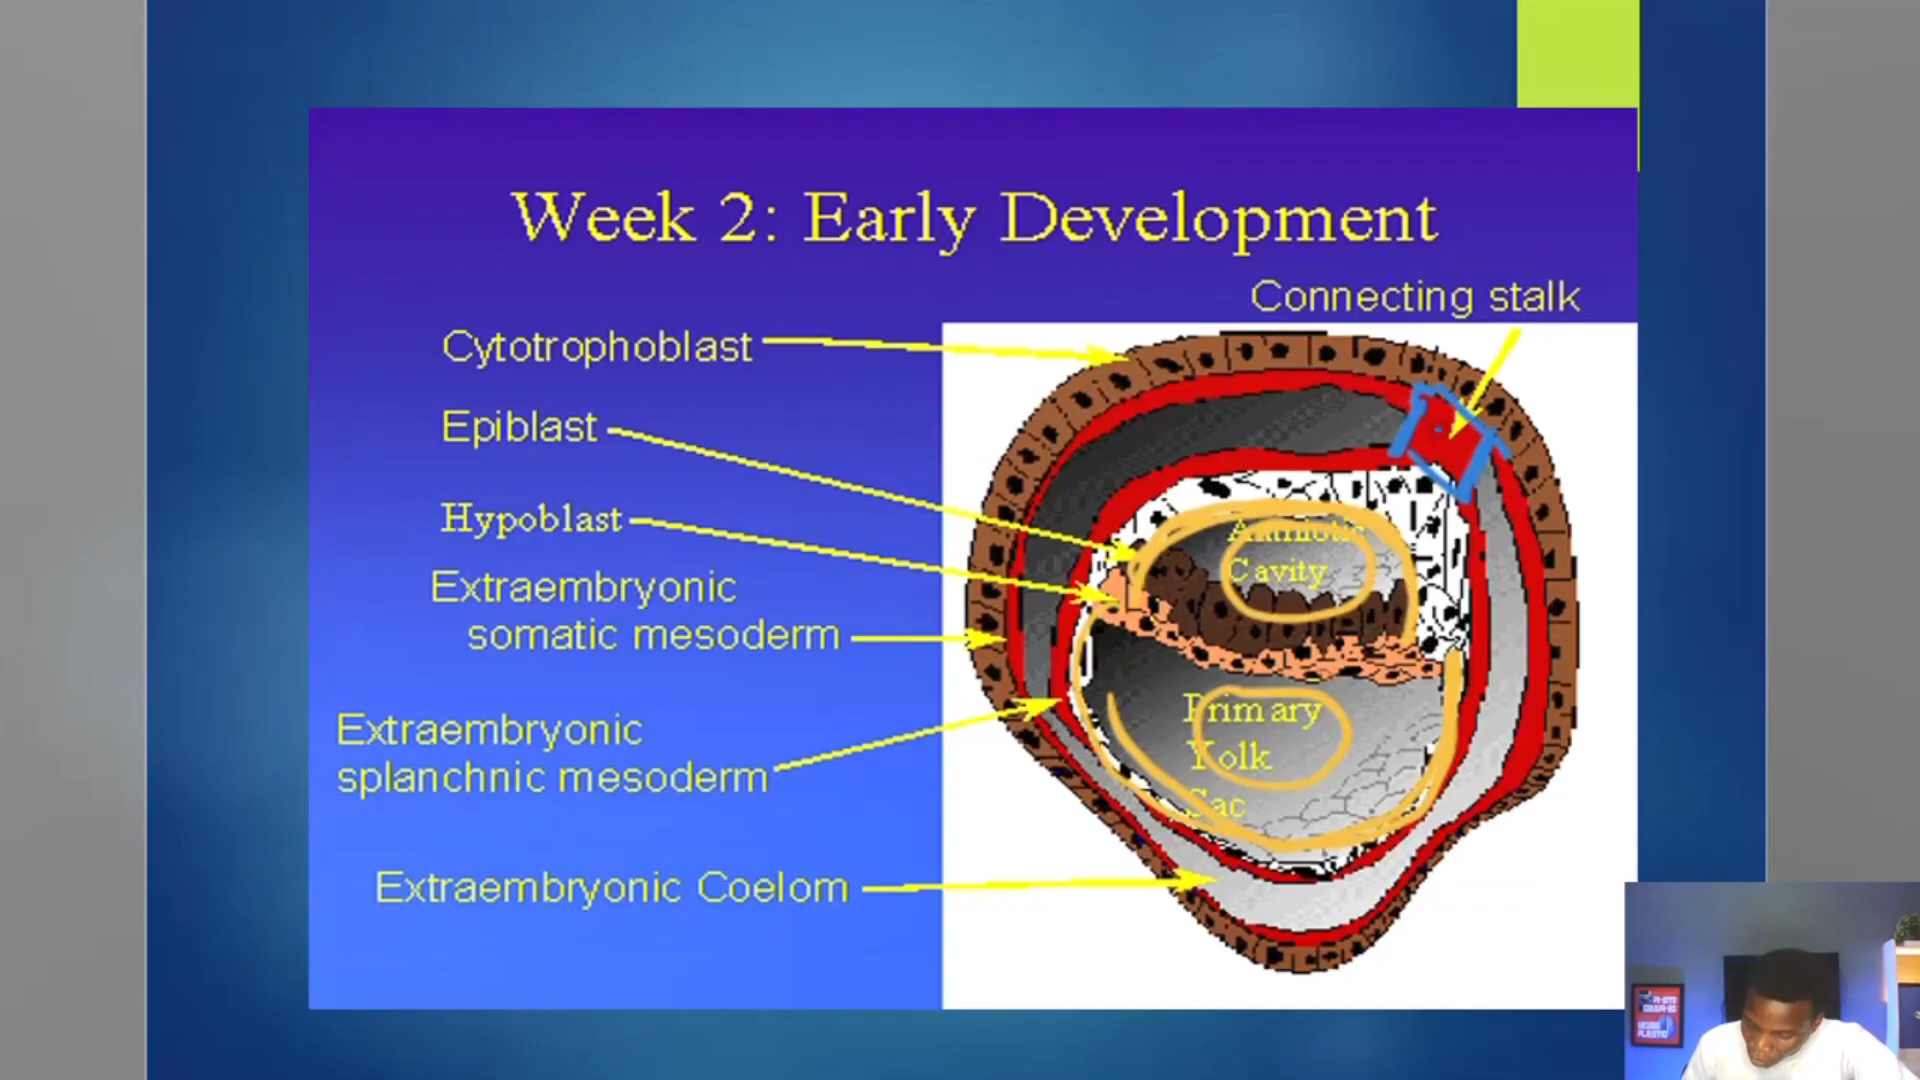 Week 2: Early Development
Connecting stalk
Cytotrophoblast
Epiblast
Hypoblast
Extraembryonic
somatic mesoderm
Extraembryonic
splanchnic mesoderm
Extraembryonic Coelom
Amniotic
Cavity
Primary
Yolk
Sac